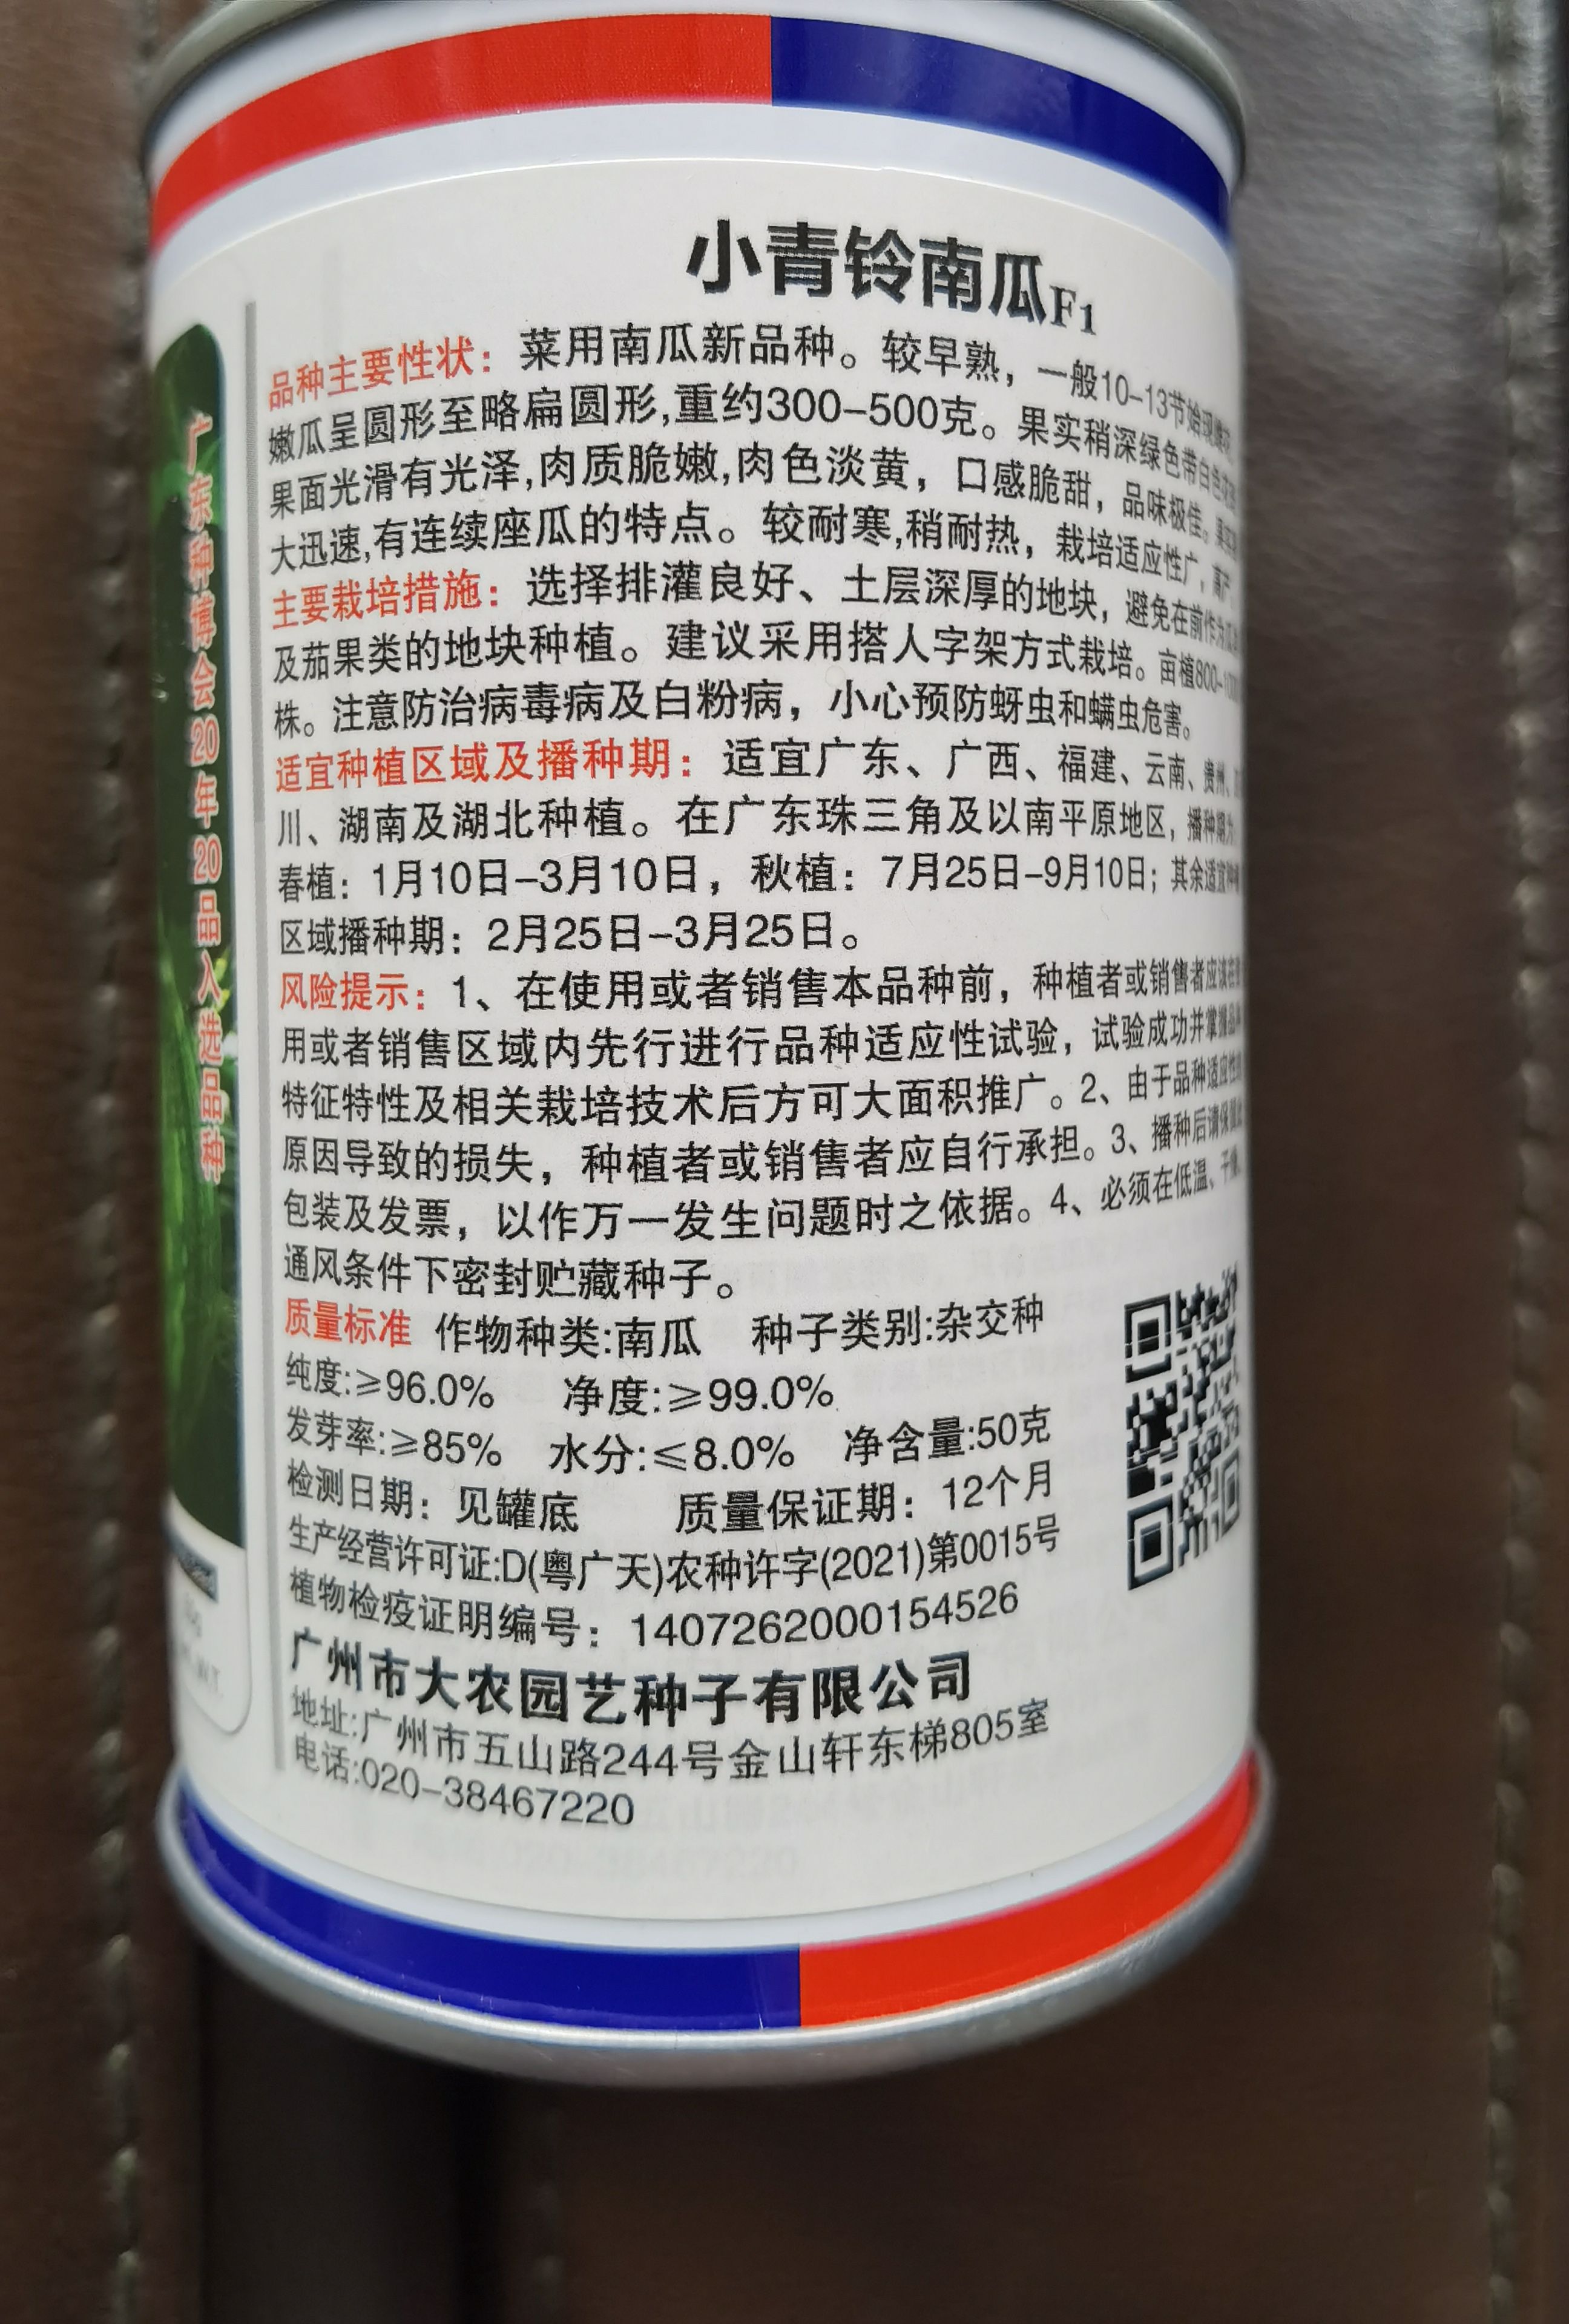 小青铃南瓜F1
品种主要性状：菜用南瓜新品种。较早熟，一般10-13节始现雌花，
嫩瓜呈圆形至略扁圆形,重约300-500克。果实稍深绿色带白色
果面光滑有光泽,肉质脆嫩,肉色淡黄，口感脆甜，品味极佳。果实
大迅速,有连续座瓜的特点。较耐寒,稍耐热，栽培适应性广，高产
主要栽培措施：选择排灌良好、土层深厚的地块，避免在前作为
及茄果类的地块种植。建议采用搭人字架方式栽培。亩植800-
株。注意防治病毒病及白粉病，小心预防蚜虫和螨虫危害。
适宜种植区域及播种期：适宜广东、广西、福建、云南、贵州、
川、湖南及湖北种植。在广东珠三角及以南平原地区，播种期为
春植：1月10日-3月10日，秋植：7月25日-9月10日；其余适宜种植
区域播种期：2月25日-3月25日。
风险提示：1、在使用或者销售本品种前，种植者或销售者应该在
用或者销售区域内先行进行品种适应性试验，试验成功并掌握品种
特征特性及相关栽培技术后方可大面积推广。2、由于品种适应性
原因导致的损失，种植者或销售者应自行承担。3、播种后请保留
包装及发票，以作万一发生问题时之依据。4、必须在低温、干燥、
通风条件下密封贮藏种子。
质量标准 作物种类:南瓜 种子类别:杂交种
纯度:≥96.0% 净度:≥99.0%
发芽率:≥85% 水分:≤8.0% 净含量:50克
检测日期：见罐底 质量保证期：12个月
生产经营许可证:D(粤广天)农种许字(2021)第0015号
植物检疫证明编号：1407262000154526
广州市大农园艺种子有限公司
地址:广州市五山路244号金山轩东梯805室
电话:020-38467220
广东种博会20年20品入选品种